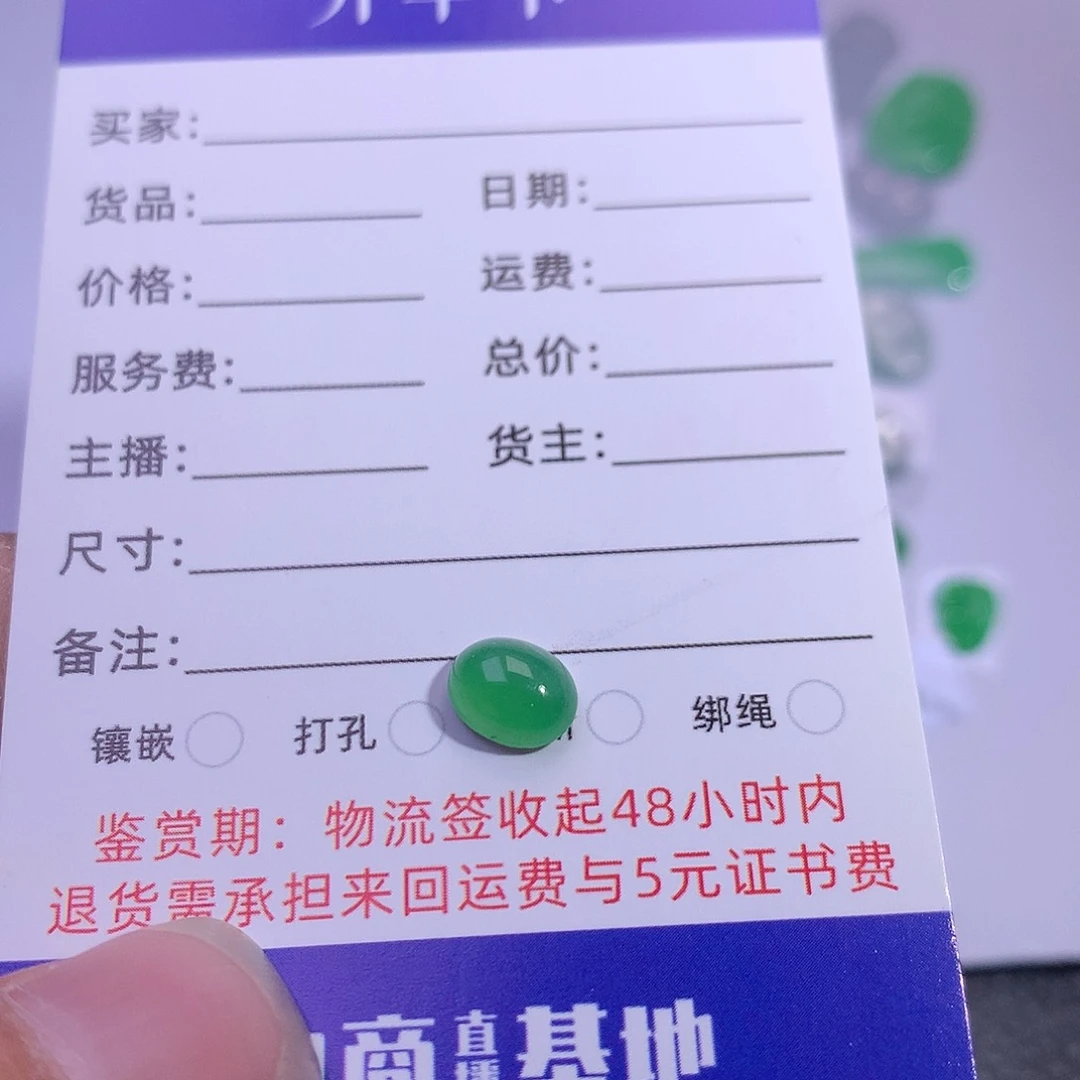 买家：
货品： 日期：
价格： 运费：
服务费： 总价：
主播： 货主：
尺寸：
备注：
镶嵌 打孔 绑绳
鉴赏期：物流签收起48小时内
退货需承担来回运费与5元证书费
商直播基地